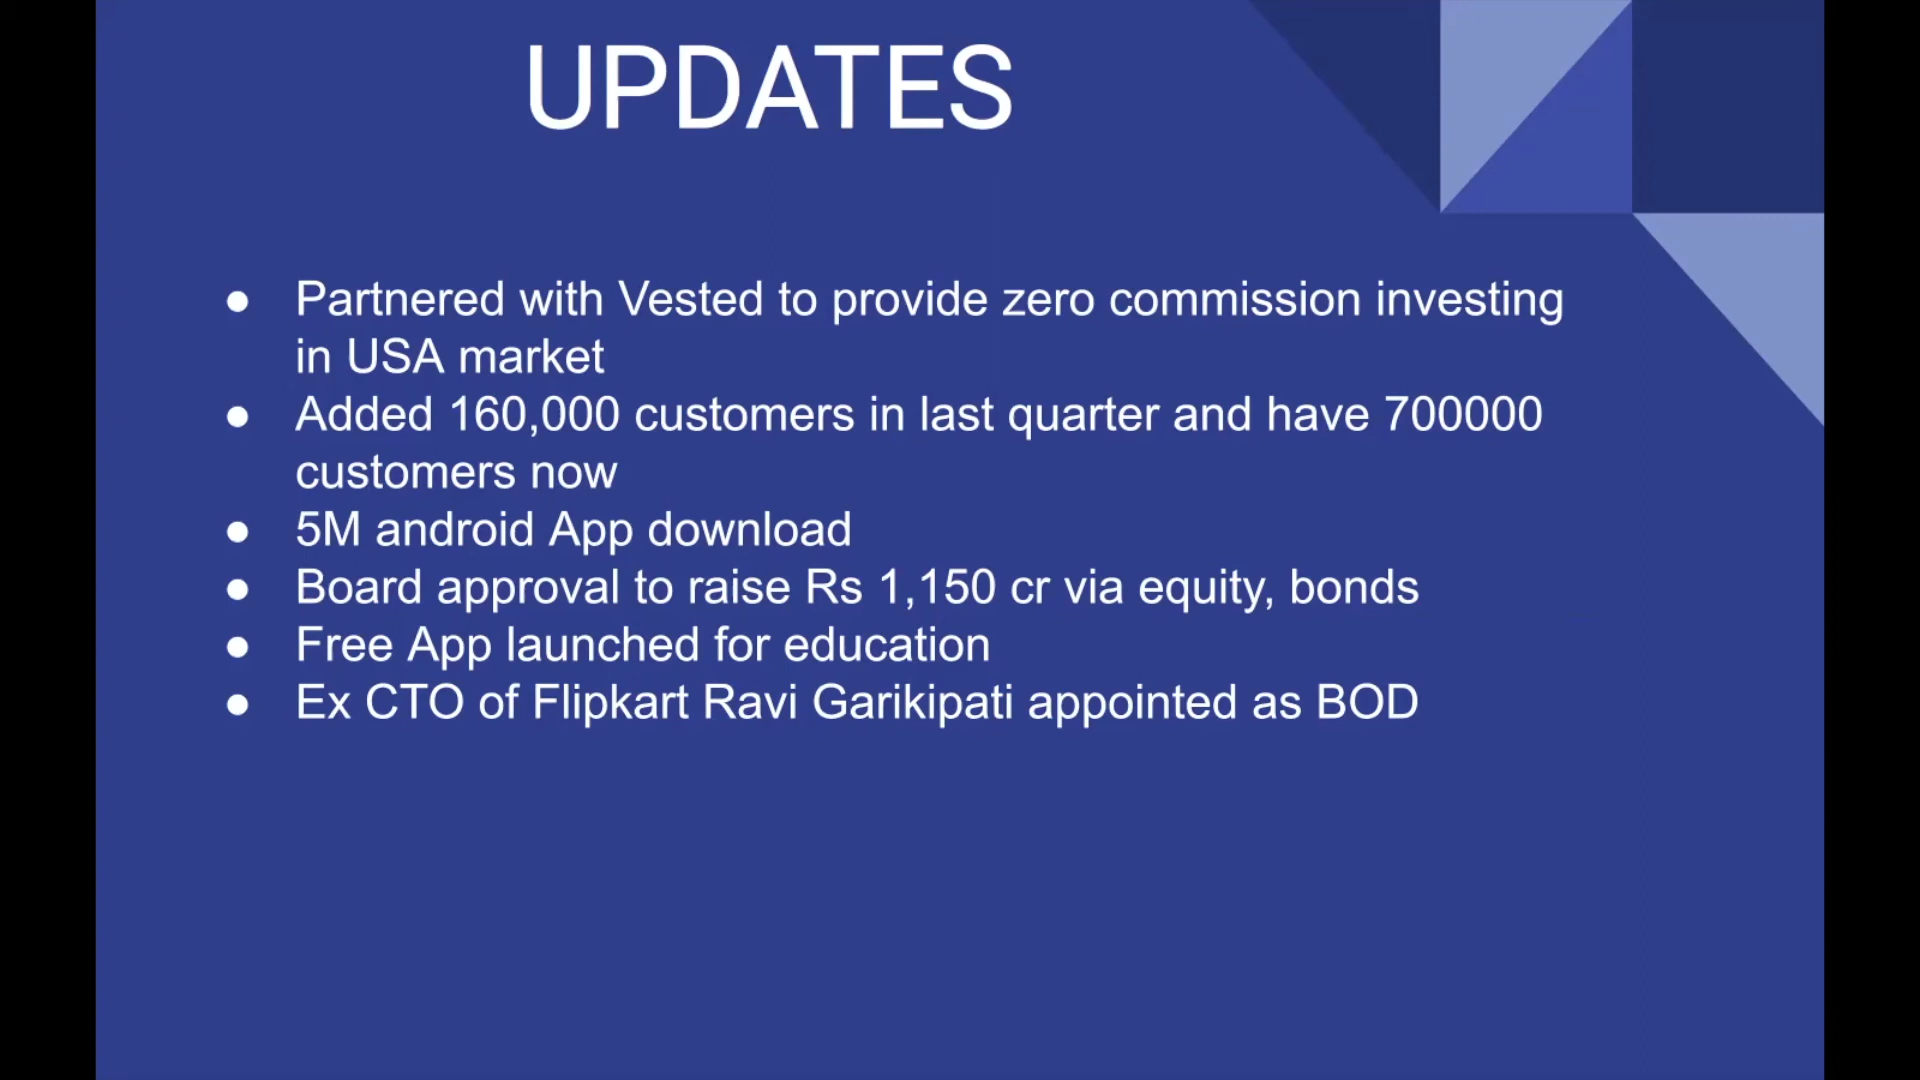 UPDATES
● Partnered with Vested to provide zero commission investing
in USA market
● Added 160,000 customers in last quarter and have 700000
customers now
● 5M android App download
● Board approval to raise Rs 1,150 cr via equity, bonds
● Free App launched for education
● Ex CTO of Flipkart Ravi Garikipati appointed as BOD